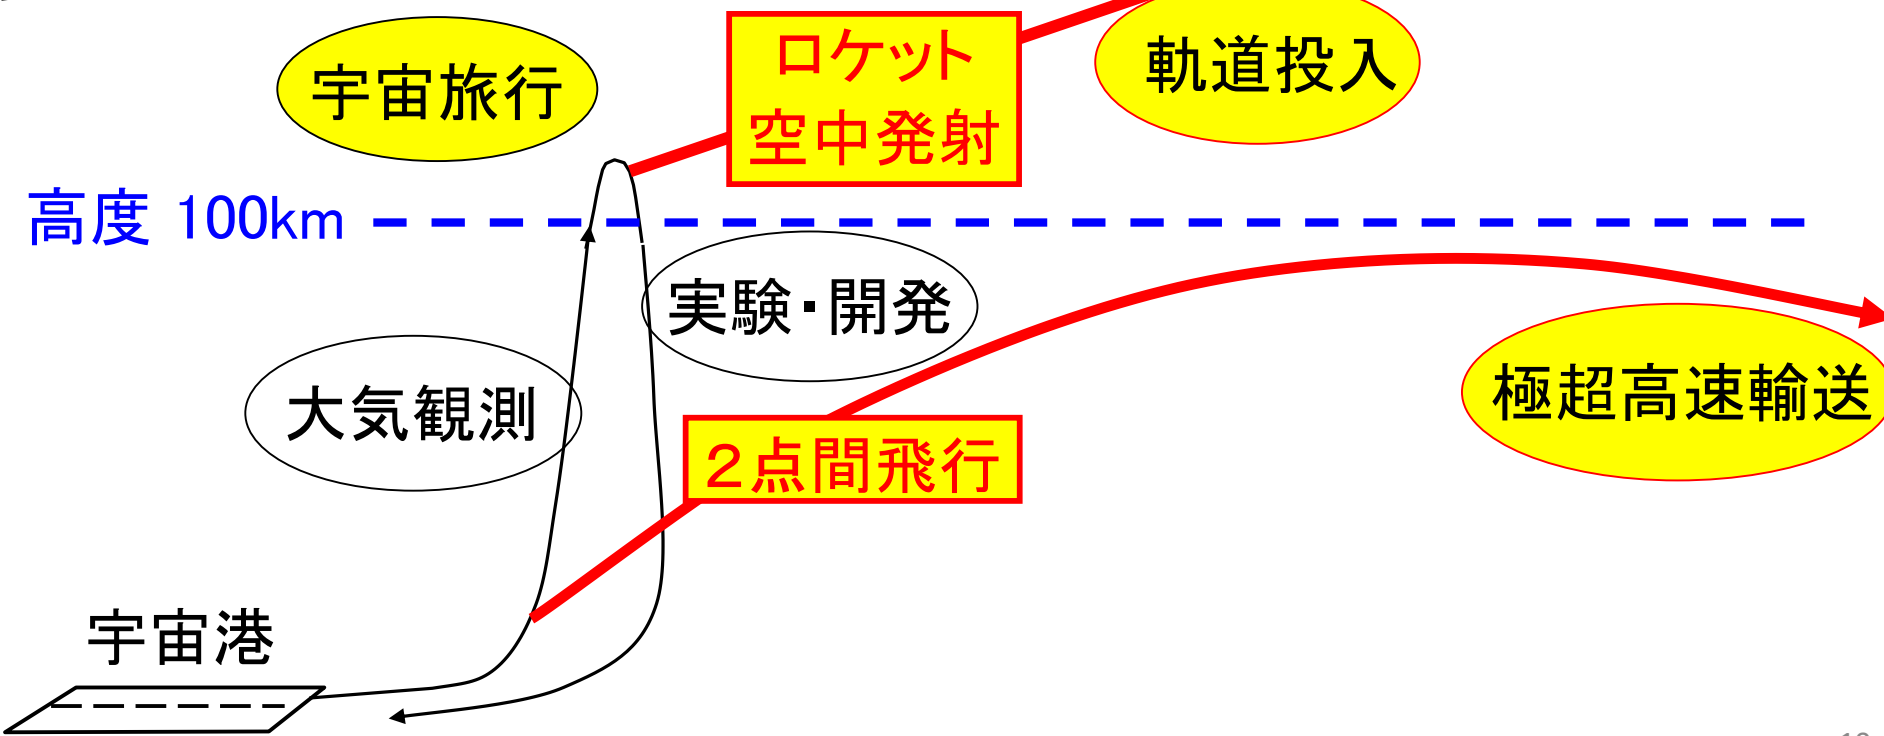 宇宙旅行
ロケット
空中発射
軌道投入
高度 100km
実験・開発
大気観測
極超高速輸送
２点間飛行
宇宙港